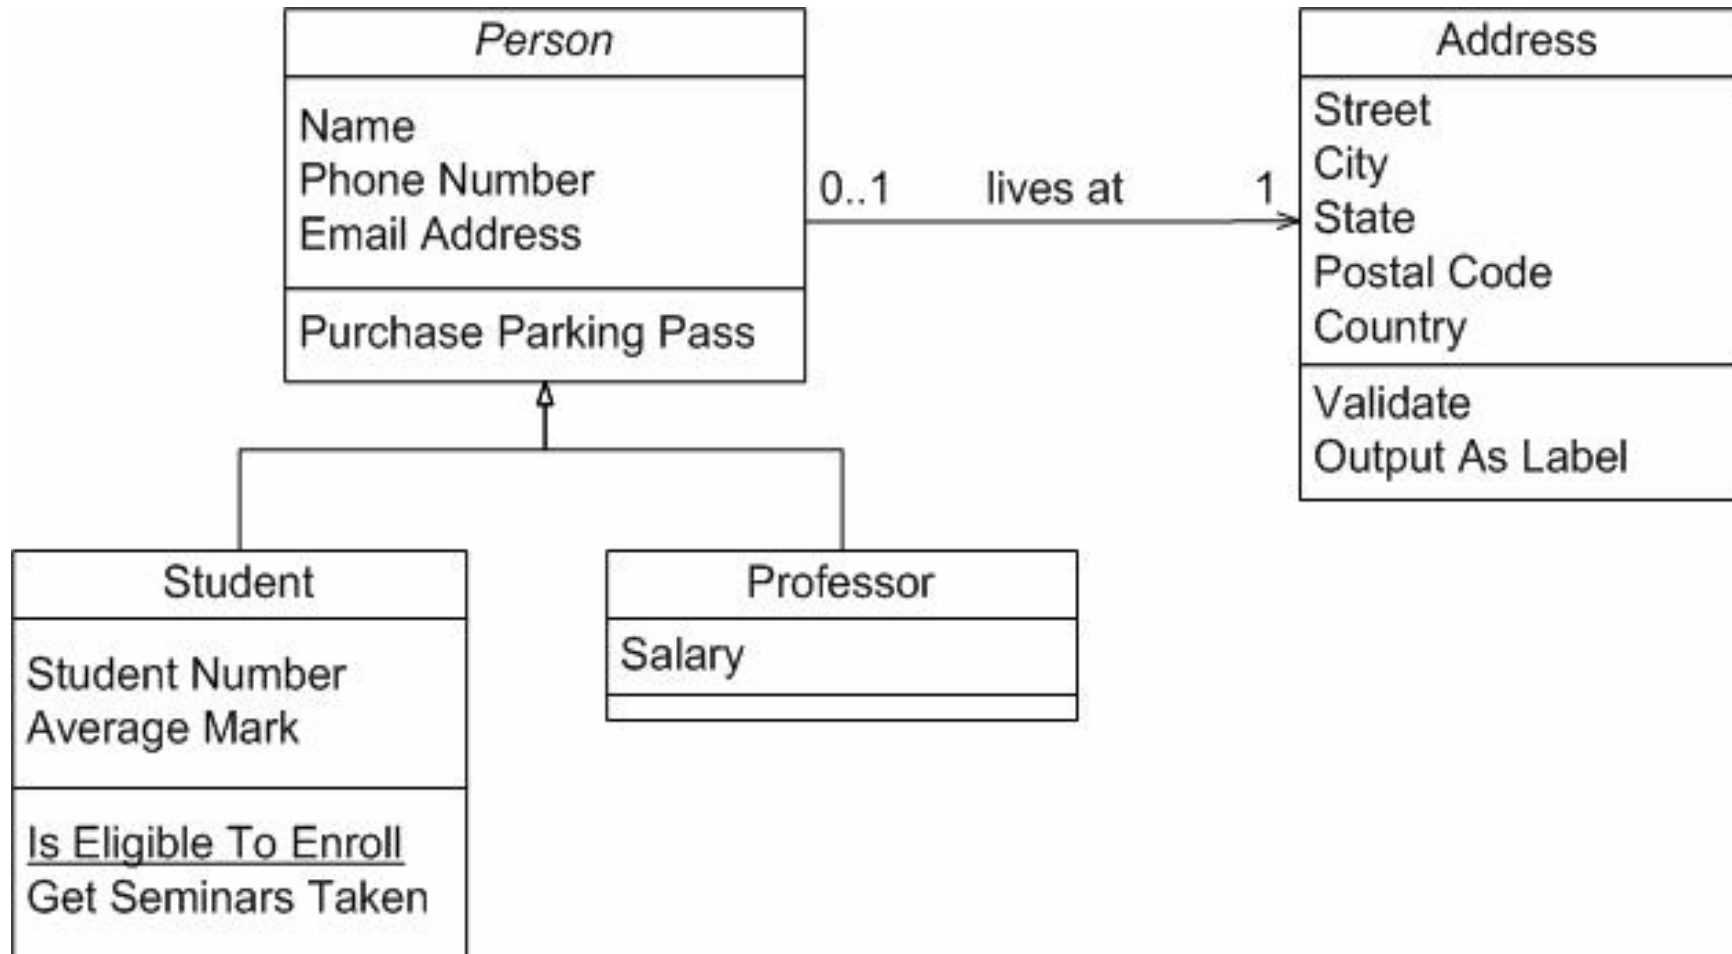 Person
Name
Phone Number
Email Address
Purchase Parking Pass
0..1 lives at 1
Address
Street
City
State
Postal Code
Country
Validate
Output As Label
Student
Student Number
Average Mark
Is Eligible To Enroll
Get Seminars Taken
Professor
Salary